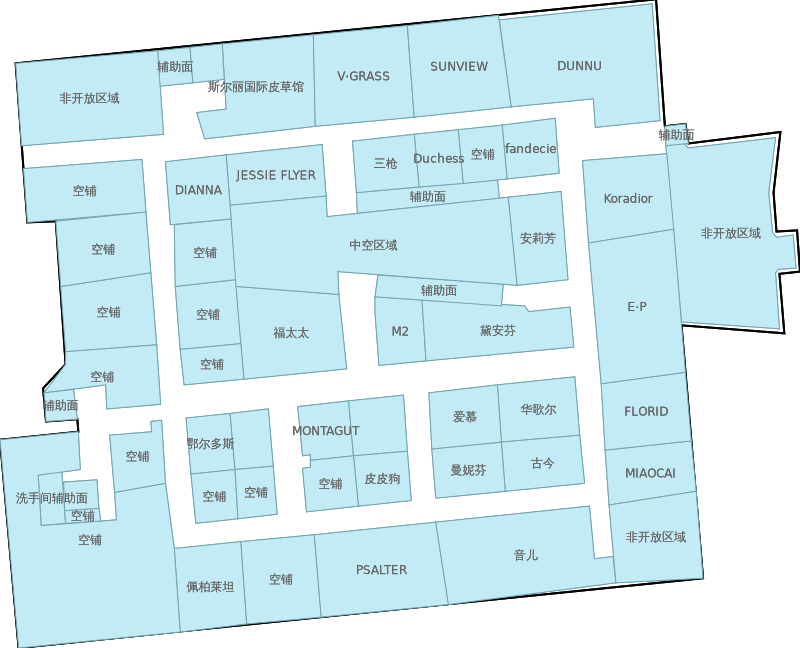 非开放区域
辅助面
斯尔丽国际皮草馆
V·GRASS
SUNVIEW
DUNNU
辅助面
三枪
Duchess
空铺
fandecie
空铺
DIANNA
JESSIE FLYER
辅助面
Koradior
非开放区域
空铺
空铺
中空区域
安莉芳
空铺
空铺
辅助面
E·P
福太太
M2
黛安芬
空铺
空铺
辅助面
鄂尔多斯
MONTAGUT
爱慕
华歌尔
FLORID
空铺
洗手间
辅助面
空铺
空铺
空铺
空铺
皮皮狗
曼妮芬
古今
MIAOCAI
空铺
佩柏莱坦
空铺
PSALTER
音儿
非开放区域